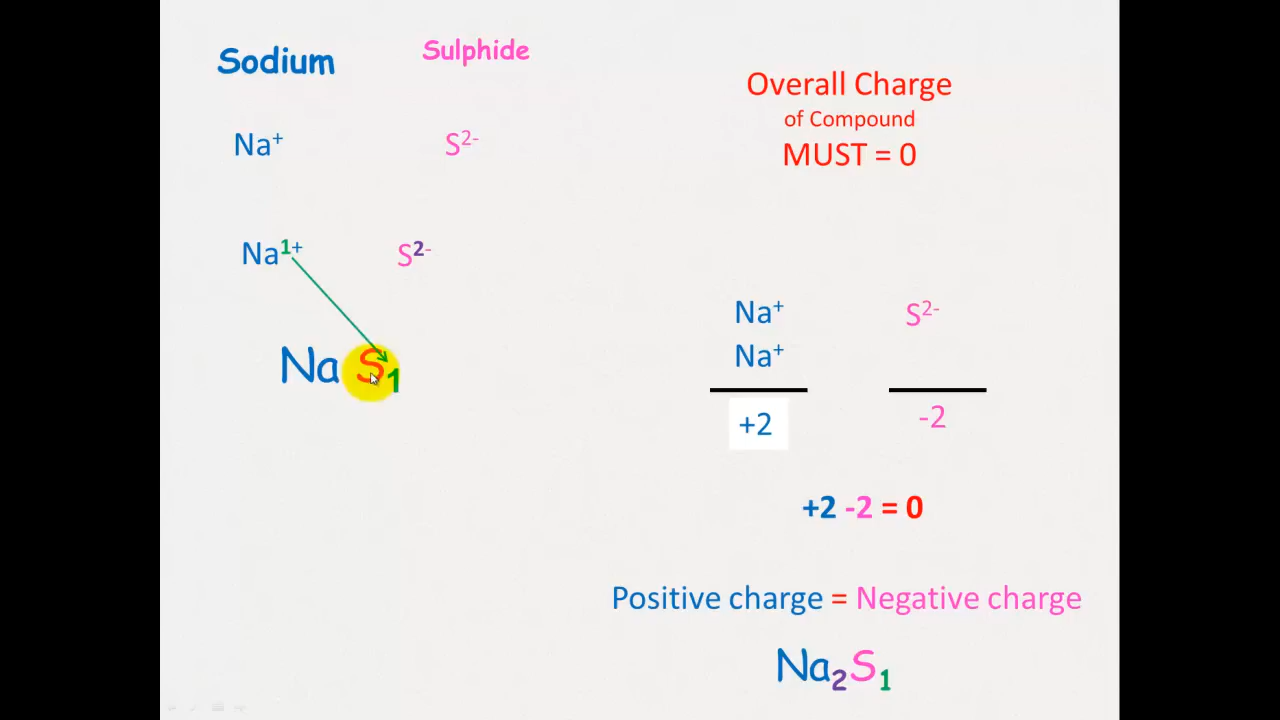 Sodium Sulphide
Na⁺ S²⁻
Na¹⁺ S²⁻
Na S₁
Overall Charge
of Compound
MUST = 0
Na⁺ S²⁻
Na⁺
+2 -2
+2 -2 = 0
Positive charge = Negative charge
Na₂S₁